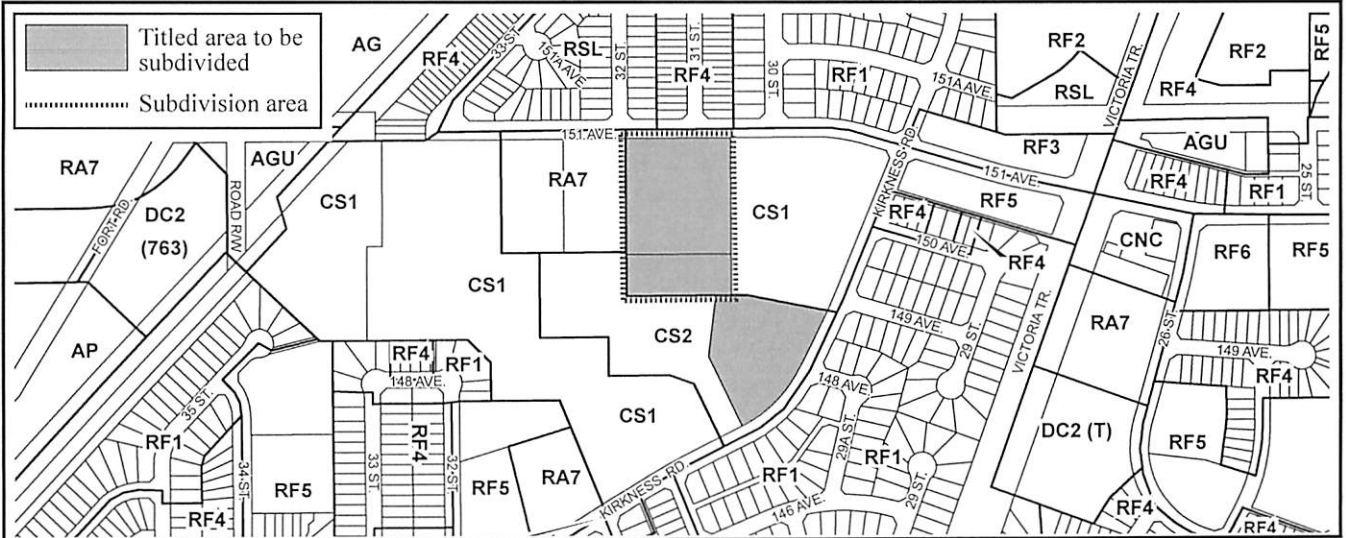 Titled area to be
subdivided
Subdivision area
AG
RF4
33 ST.
151A AVE
RSL
32 ST.
31 ST.
RF4
30 ST.
RF1
151A AVE.
RF2
RSL
VICTORIA TR.
RF2
RF4
RF5
RA7
FORT RD.
DC2
(763)
ROAD R/W
AGU
151 AVE.
CS1
RA7
CS1
KIRKNESS RD.
RF3
151 AVE.
RF5
AGU
RF4
RF1
25 ST.
AP
CS1
CS2
RF4
150 AVE.
RF4
CNC
RF6
RF5
149 AVE.
29 ST.
VICTORIA TR.
RA7
26 ST.
149 AVE.
RF4
35 ST.
RF1
34 ST.
RF4
RF5
RF4
148 AVE.
RF1
33 ST.
RF4
32 ST.
RF5
RA7
CS1
KIRKNESS RD.
148 AVE
29A ST.
RF1
RF1
29 ST.
146 AVE.
DC2 (T)
RF5
RF4
RF4